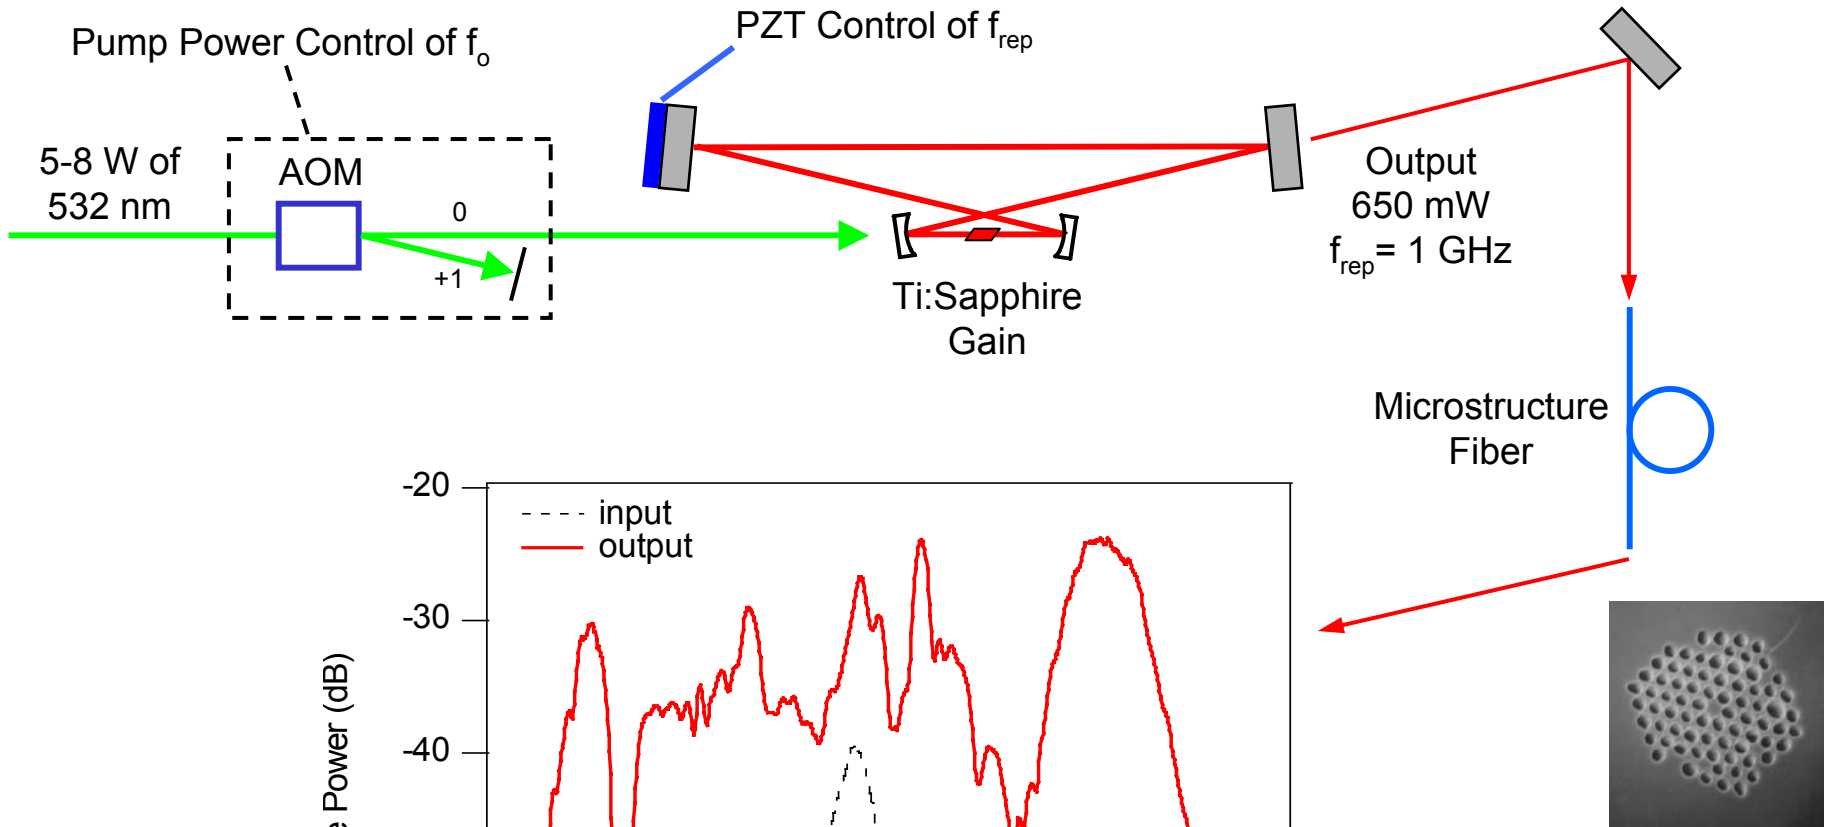 Pump Power Control of fo
PZT Control of frep
5-8 W of
532 nm
AOM
0
+1
Ti:Sapphire
Gain
Output
650 mW
frep= 1 GHz
Microstructure
Fiber
-20
-30
-40
input
output
Power (dB)